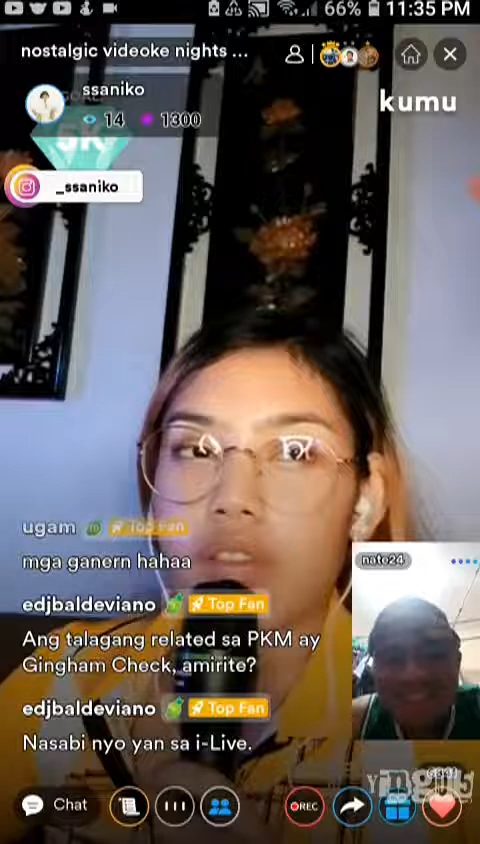 66% 11:35 PM
nostalgic videoke nights ...
ssaniko
14 1300
kumu
5K
_ssaniko
ugam Top Fan
mga ganern hahaa
nate24
edjbaldeviano Top Fan
Ang talagang related sa PKM ay
Gingham Check, amirite?
edjbaldeviano Top Fan
Nasabi nyo yan sa i-Live.
Chat
REC